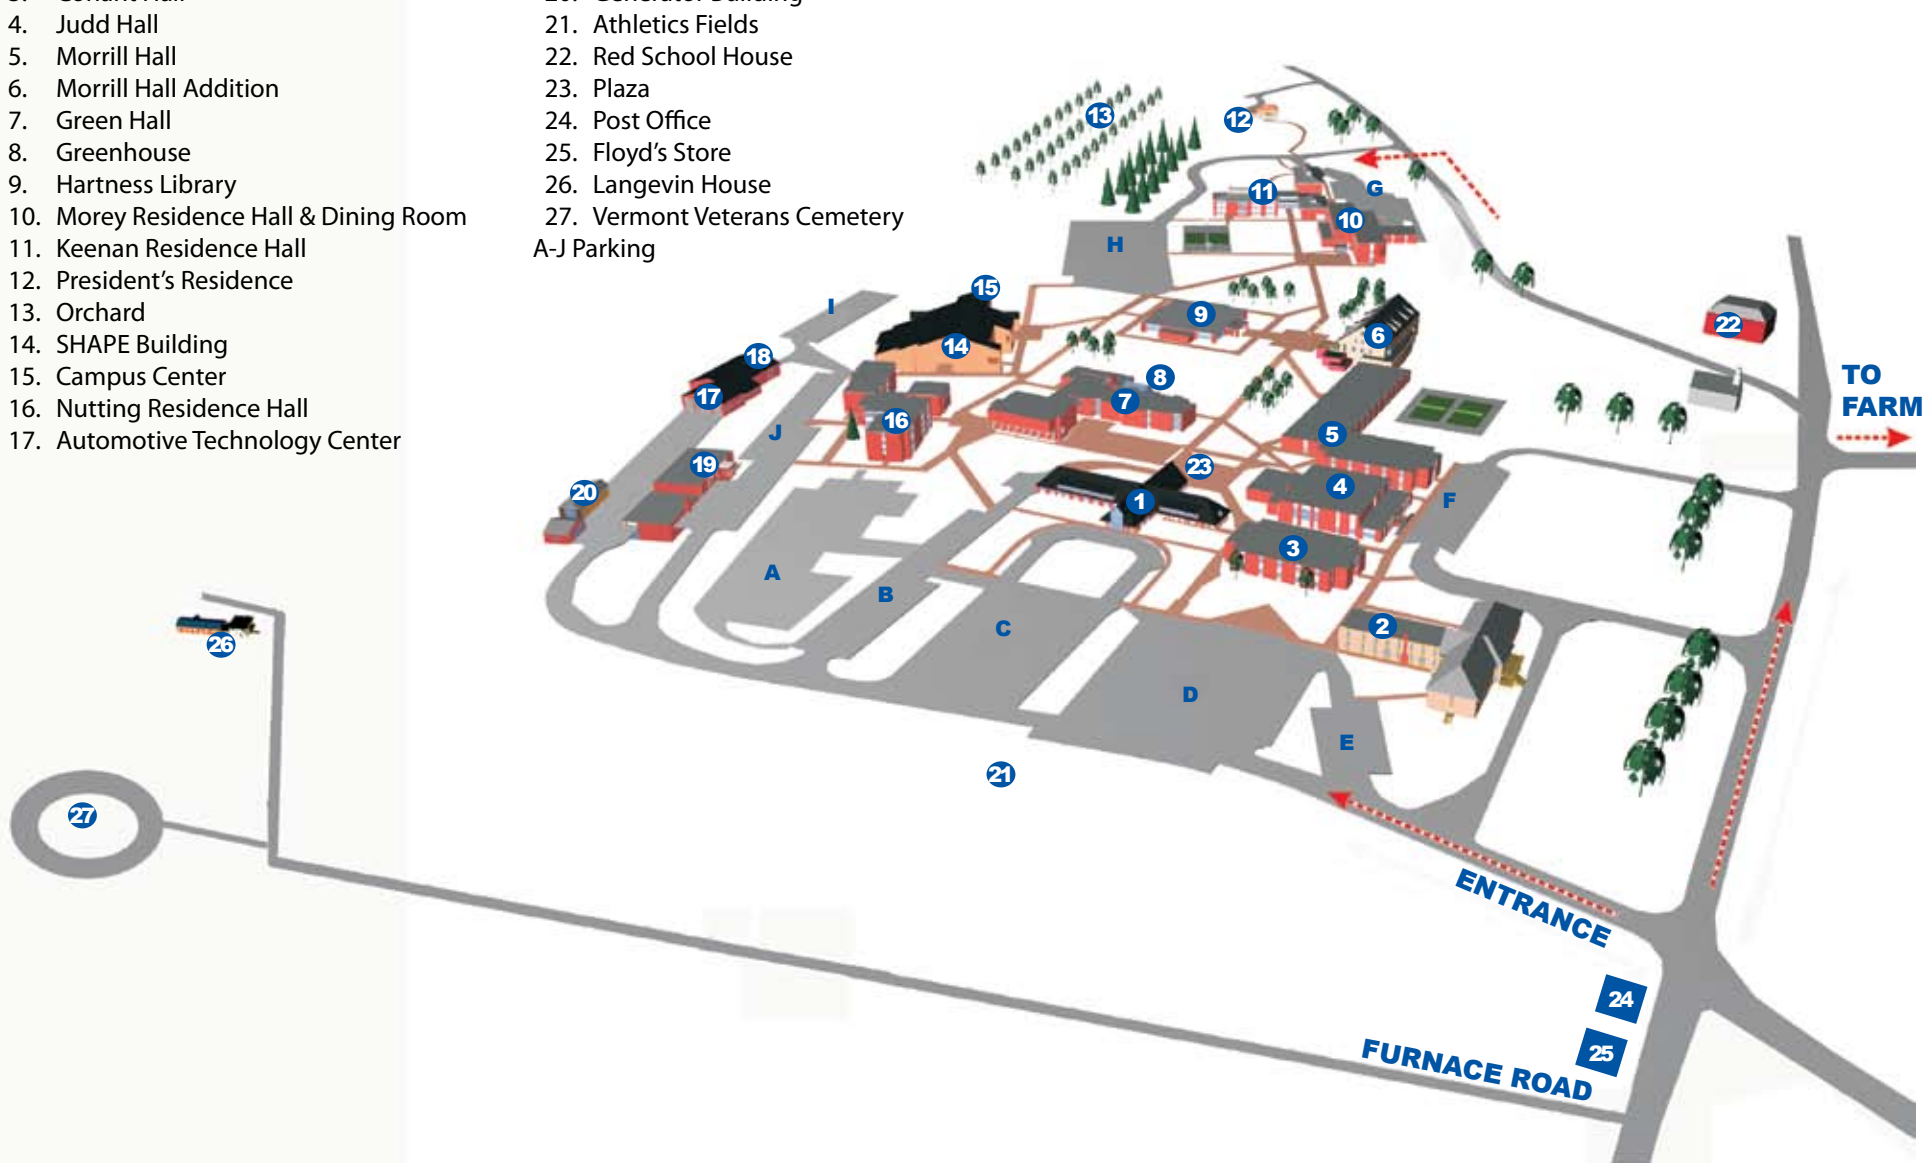 4. Judd Hall
5. Morrill Hall
6. Morrill Hall Addition
7. Green Hall
8. Greenhouse
9. Hartness Library
10. Morey Residence Hall & Dining Room
11. Keenan Residence Hall
12. President's Residence
13. Orchard
14. SHAPE Building
15. Campus Center
16. Nutting Residence Hall
17. Automotive Technology Center
20. Generator Building
21. Athletics Fields
22. Red School House
23. Plaza
24. Post Office
25. Floyd's Store
26. Langevin House
27. Vermont Veterans Cemetery
A-J Parking
13
12
11
G
10
H
15
I
9
22
6
14
18
TO
FARM
8
17
7
16
5
J
19
23
4
20
1
F
3
A
B
2
C
26
D
E
21
27
ENTRANCE
24
25
FURNACE ROAD